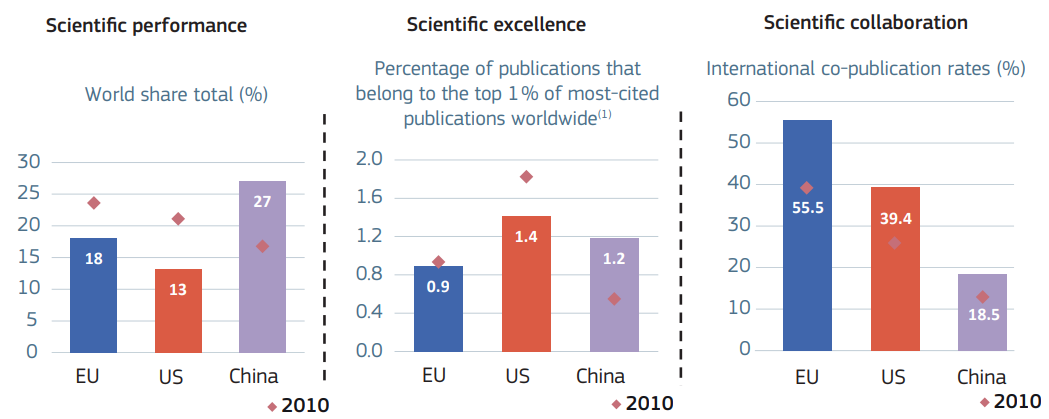 Scientific performance
World share total (%)
30
25
20
15
10
5
0
18
13
27
EU
US
China
2010
Scientific excellence
Percentage of publications that
belong to the top 1% of most-cited
publications worldwide(1)
2.0
1.6
1.2
0.8
0.4
0.0
0.9
1.4
1.2
EU
US
China
2010
Scientific collaboration
International co-publication rates (%)
60
50
40
30
20
10
0
55.5
39.4
18.5
EU
US
China
2010